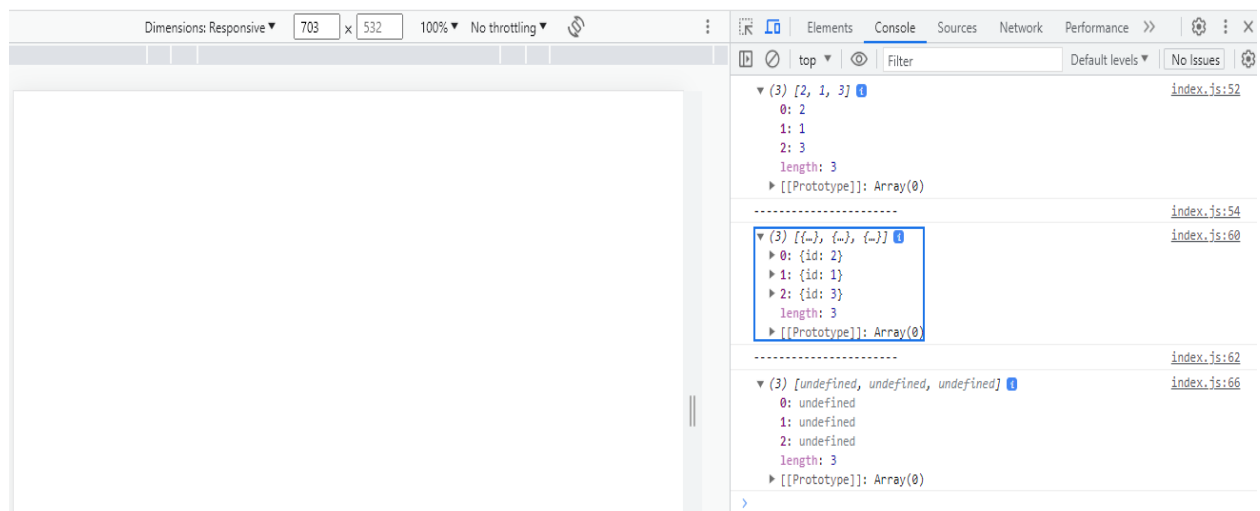 Dimensions: Responsive ▼ 703 x 532 100% ▼ No throttling ▼
Elements Console Sources Network Performance >>
top ▼ Filter Default levels ▼ No Issues
▼ (3) [2, 1, 3] i index.js:52
0: 2
1: 1
2: 3
length: 3
▶ [[Prototype]]: Array(0)
----------------------- index.js:54
▼ (3) [{…}, {…}, {…}] i index.js:60
▶ 0: {id: 2}
▶ 1: {id: 1}
▶ 2: {id: 3}
length: 3
▶ [[Prototype]]: Array(0)
----------------------- index.js:62
▼ (3) [undefined, undefined, undefined] i index.js:66
0: undefined
1: undefined
2: undefined
length: 3
▶ [[Prototype]]: Array(0)
>